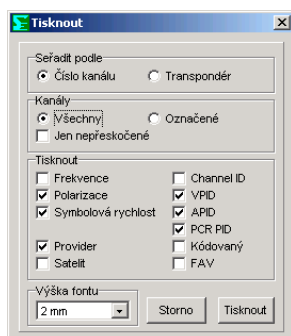 Tisknout
Seřadit podle
Číslo kanálu Transpondér
Kanály
Všechny Označené
Jen nepřeskočené
Tisknout
Frekvence Channel ID
Polarizace VPID
Symbolová rychlost APID
PCR PID
Provider Kódovaný
Satelit FAV
Výška fontu
2 mm Storno Tisknout